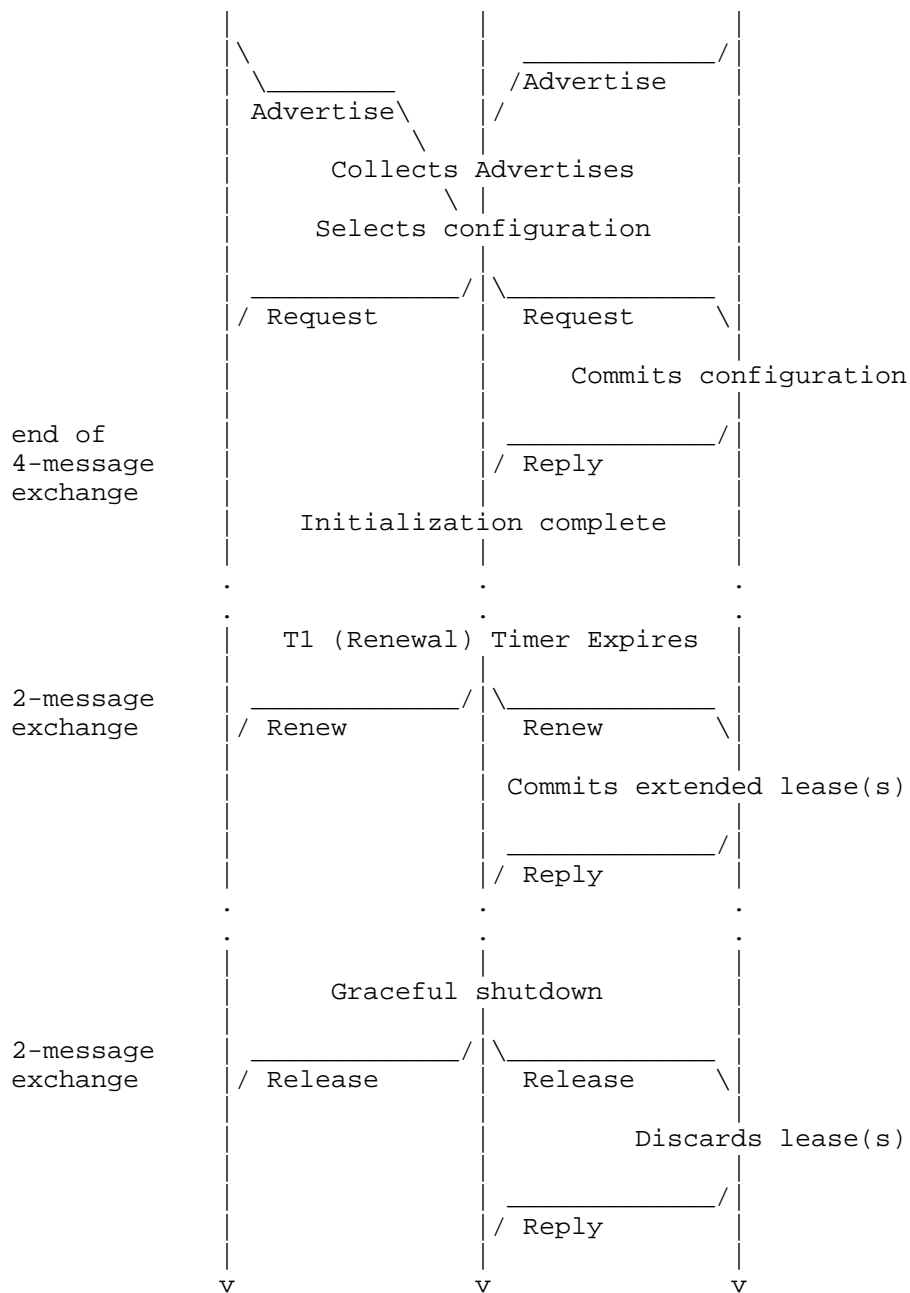 Advertise
Advertise
Collects Advertises
Selects configuration
Request Request
Commits configuration
end of
4-message Reply
exchange
Initialization complete
T1 (Renewal) Timer Expires
2-message
exchange Renew Renew
Commits extended lease(s)
Reply
Graceful shutdown
2-message
exchange Release Release
Discards lease(s)
Reply
v v v